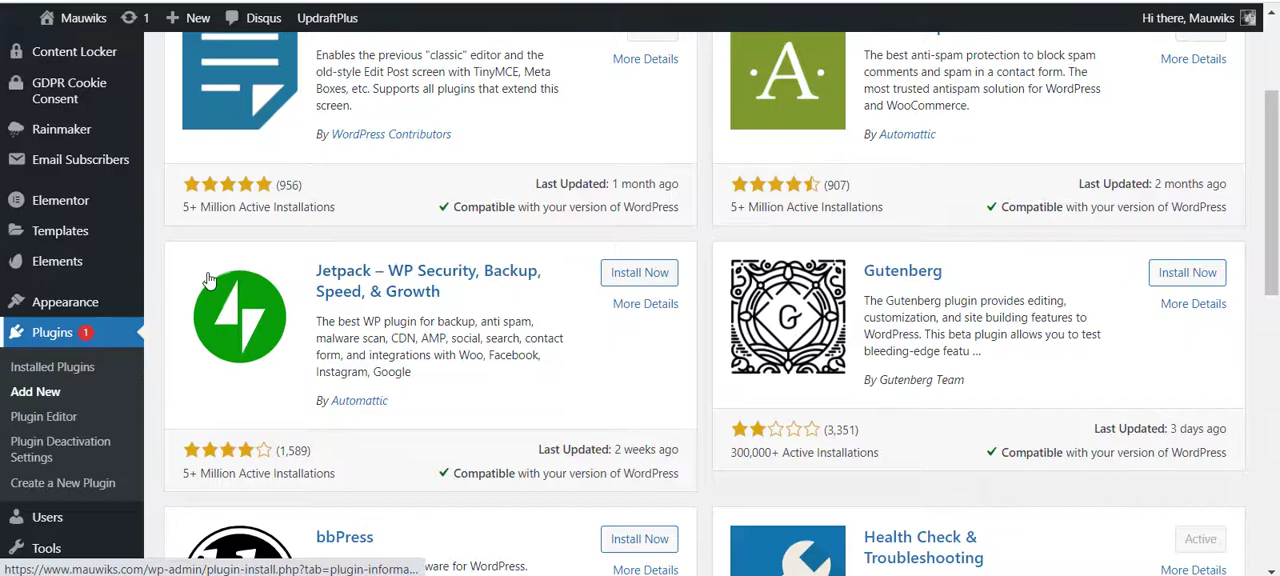 Mauwiks 1 New Disqus UpdraftPlus Hi there, Mauwiks
Content Locker
GDPR Cookie
Consent
Rainmaker
Email Subscribers
Elementor
Templates
Elements
Appearance
Plugins 1
Installed Plugins
Add New
Plugin Editor
Plugin Deactivation
Settings
Create a New Plugin
Users
Tools
Enables the previous "classic" editor and the
old-style Edit Post screen with TinyMCE, Meta
Boxes, etc. Supports all plugins that extend this
screen.
By WordPress Contributors
More Details
(956)
5+ Million Active Installations
Last Updated: 1 month ago
Compatible with your version of WordPress
A
The best anti-spam protection to block spam
comments and spam in a contact form. The
most trusted antispam solution for WordPress
and WooCommerce.
By Automattic
More Details
(907)
5+ Million Active Installations
Last Updated: 2 months ago
Compatible with your version of WordPress
Jetpack – WP Security, Backup,
Speed, & Growth
Install Now
More Details
The best WP plugin for backup, anti spam,
malware scan, CDN, AMP, social, search, contact
form, and integrations with Woo, Facebook,
Instagram, Google
By Automattic
(1,589)
5+ Million Active Installations
Last Updated: 2 weeks ago
Compatible with your version of WordPress
G
Gutenberg
Install Now
More Details
The Gutenberg plugin provides editing,
customization, and site building features to
WordPress. This beta plugin allows you to test
bleeding-edge featu ...
By Gutenberg Team
(3,351)
300,000+ Active Installations
Last Updated: 3 days ago
Compatible with your version of WordPress
bbPress
Install Now
More Details
ware for WordPress.
Health Check &
Troubleshooting
Active
More Details
https://www.mauwiks.com/wp-admin/plugin-install.php?tab=plugin-informa...